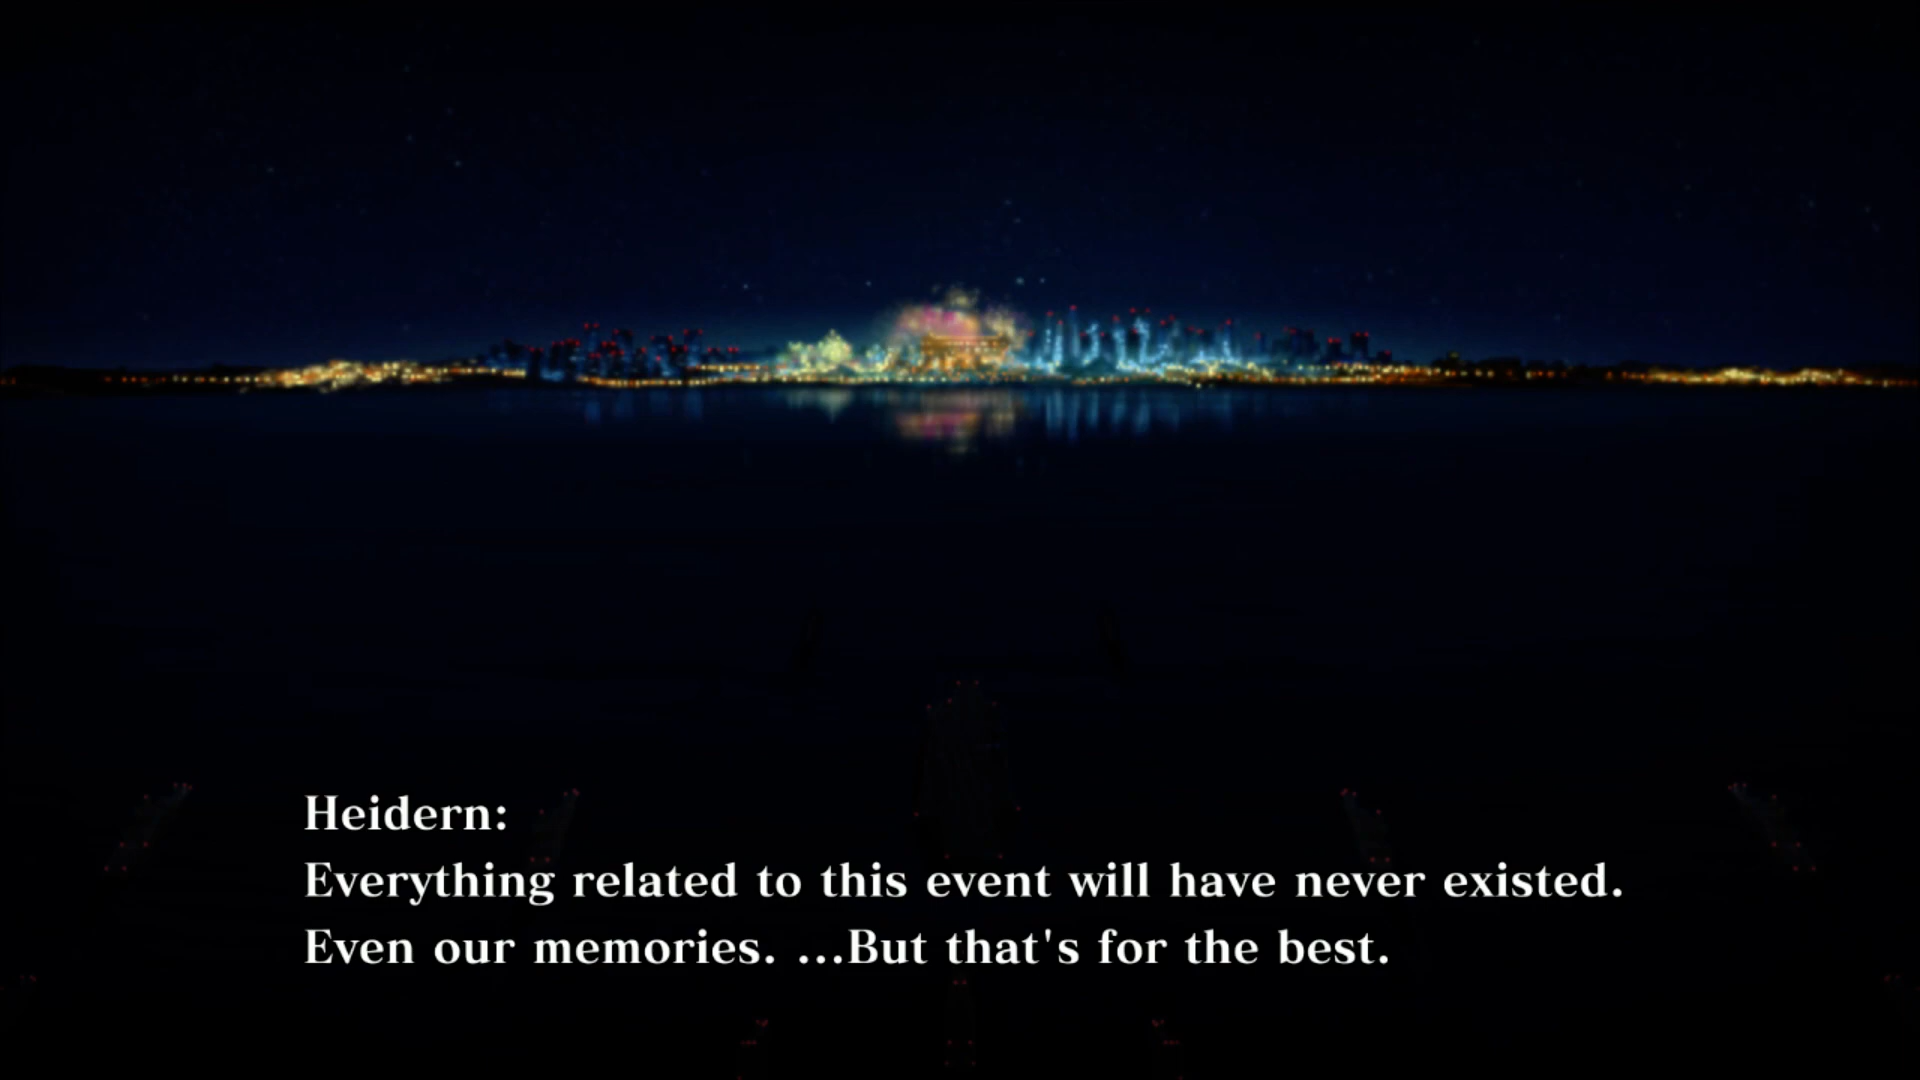 Heidern:
Everything related to this event will have never existed.
Even our memories. ...But that's for the best.